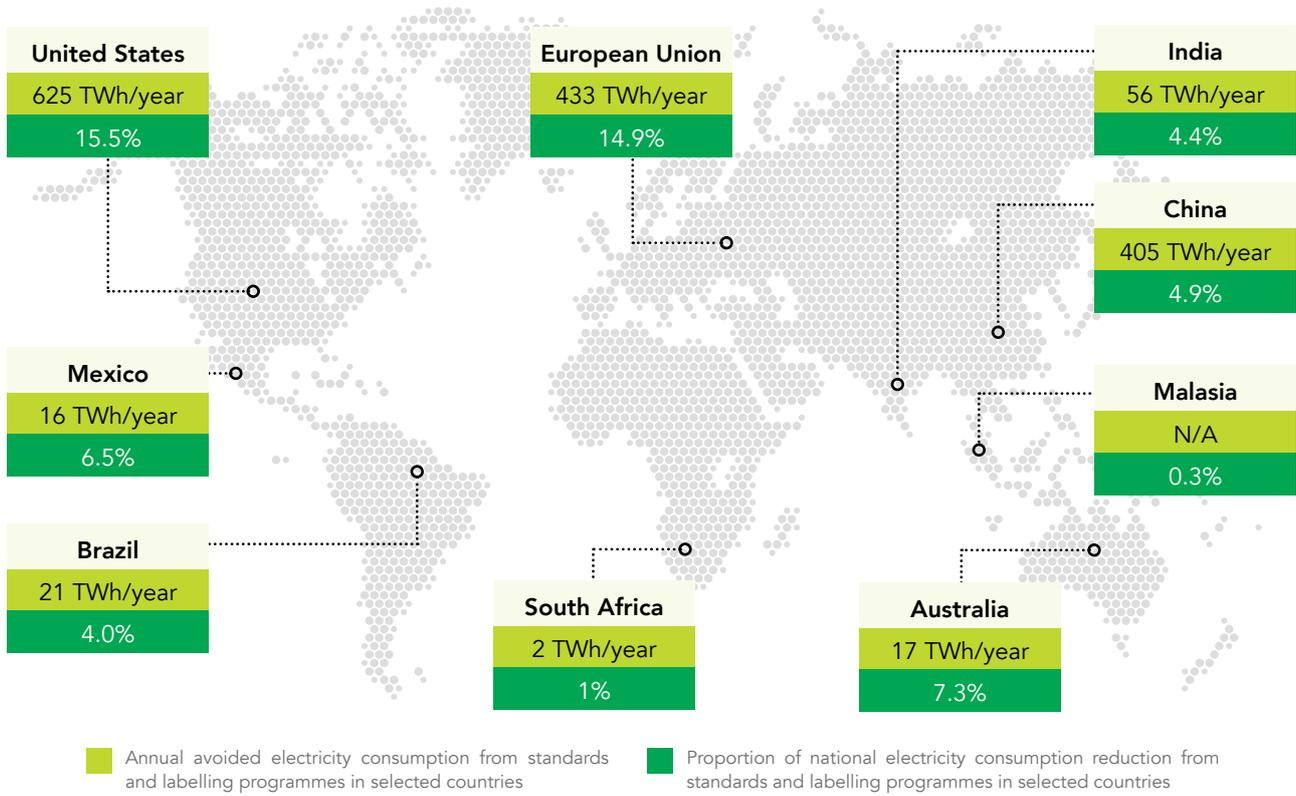 United States
625 TWh/year
15.5%
European Union
433 TWh/year
14.9%
India
56 TWh/year
4.4%
China
405 TWh/year
4.9%
Mexico
16 TWh/year
6.5%
Malasia
N/A
0.3%
Brazil
21 TWh/year
4.0%
South Africa
2 TWh/year
1%
Australia
17 TWh/year
7.3%
Annual avoided electricity consumption from standards
and labelling programmes in selected countries
Proportion of national electricity consumption reduction from
standards and labelling programmes in selected countries